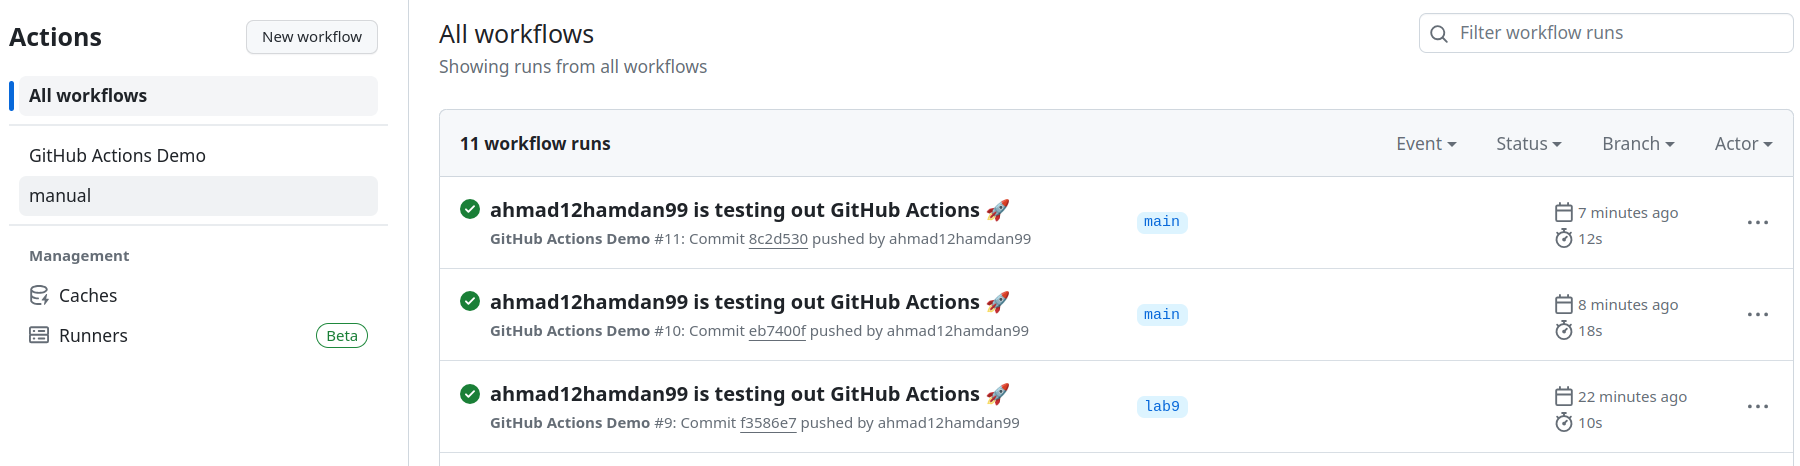 Actions
New workflow
All workflows
GitHub Actions Demo
manual
Management
Caches
Runners
Beta
All workflows
Showing runs from all workflows
Filter workflow runs
11 workflow runs
Event
Status
Branch
Actor
ahmad12hamdan99 is testing out GitHub Actions 🚀
GitHub Actions Demo #11: Commit 8c2d530 pushed by ahmad12hamdan99
main
7 minutes ago
12s
ahmad12hamdan99 is testing out GitHub Actions 🚀
GitHub Actions Demo #10: Commit eb7400f pushed by ahmad12hamdan99
main
8 minutes ago
18s
ahmad12hamdan99 is testing out GitHub Actions 🚀
GitHub Actions Demo #9: Commit f3586e7 pushed by ahmad12hamdan99
lab9
22 minutes ago
10s